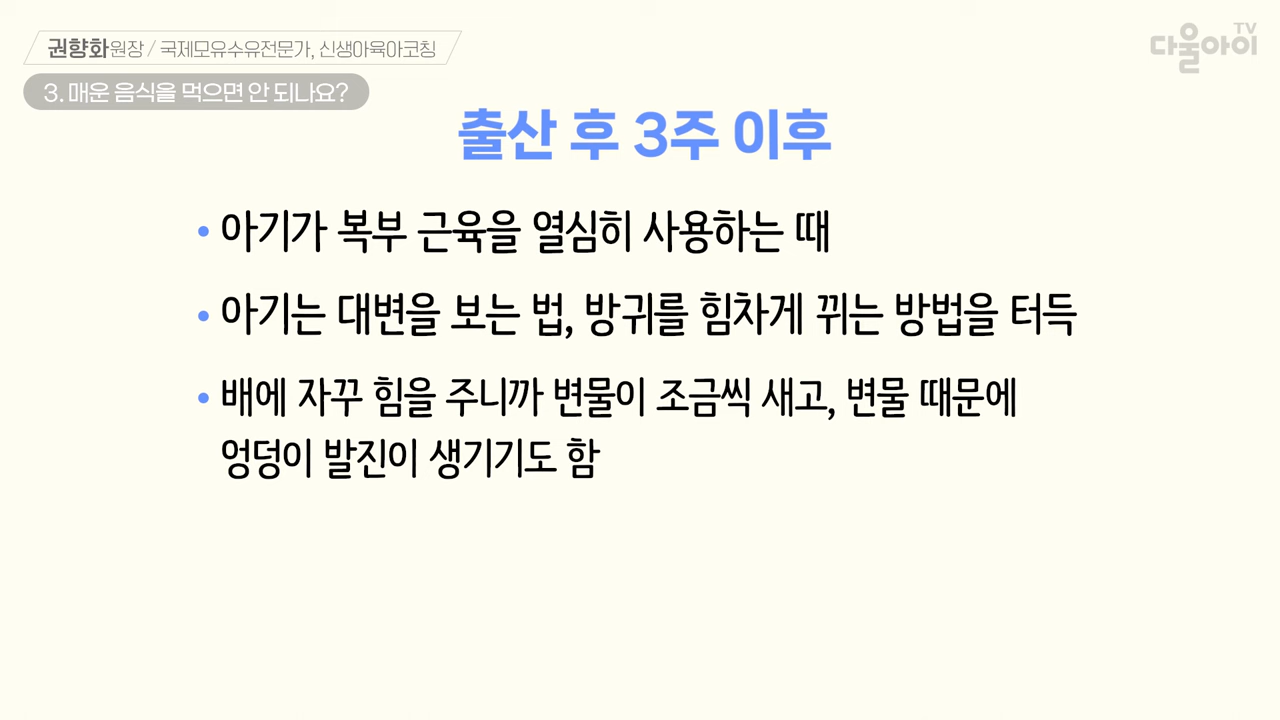 권향화원장 / 국제모유수유전문가, 신생아육아코칭
다울아이 TV
3. 매운 음식을 먹으면 안 되나요?
출산 후 3주 이후
• 아기가 복부 근육을 열심히 사용하는 때
• 아기는 대변을 보는 법, 방귀를 힘차게 뀌는 방법을 터득
• 배에 자꾸 힘을 주니까 변물이 조금씩 새고, 변물 때문에
엉덩이 발진이 생기기도 함